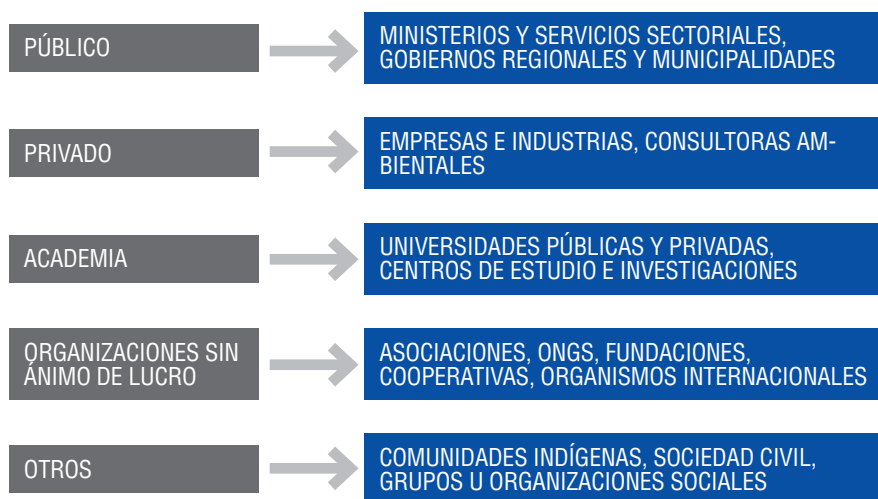 PÚBLICO
MINISTERIOS Y SERVICIOS SECTORIALES,
GOBIERNOS REGIONALES Y MUNICIPALIDADES
PRIVADO
EMPRESAS E INDUSTRIAS, CONSULTORAS AM-
BIENTALES
ACADEMIA
UNIVERSIDADES PÚBLICAS Y PRIVADAS,
CENTROS DE ESTUDIO E INVESTIGACIONES
ORGANIZACIONES SIN
ÁNIMO DE LUCRO
ASOCIACIONES, ONGS, FUNDACIONES,
COOPERATIVAS, ORGANISMOS INTERNACIONALES
OTROS
COMUNIDADES INDÍGENAS, SOCIEDAD CIVIL,
GRUPOS U ORGANIZACIONES SOCIALES